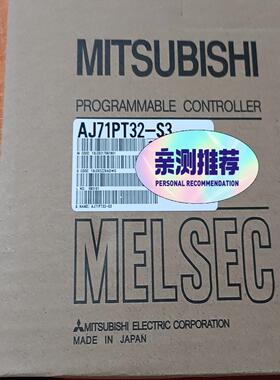 MITSUBISHI
PROGRAMMABLE CONTROLLER
AJ71PT32-S3
亲测推荐
PERSONAL RECOMMENDATION
MELSEC
MITSUBISHI ELECTRIC CORPORATION
MADE IN JAPAN